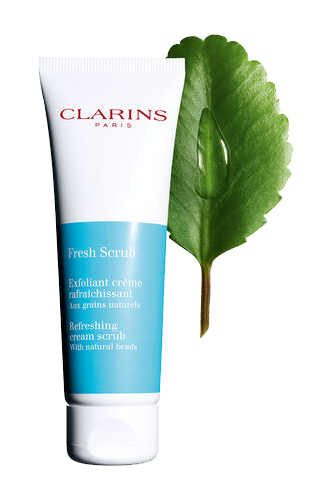 CLARINS
PARIS
Fresh Scrub
Exfoliant crème
rafraîchissant
Aux grains naturels
Refreshing
cream scrub
With natural beads